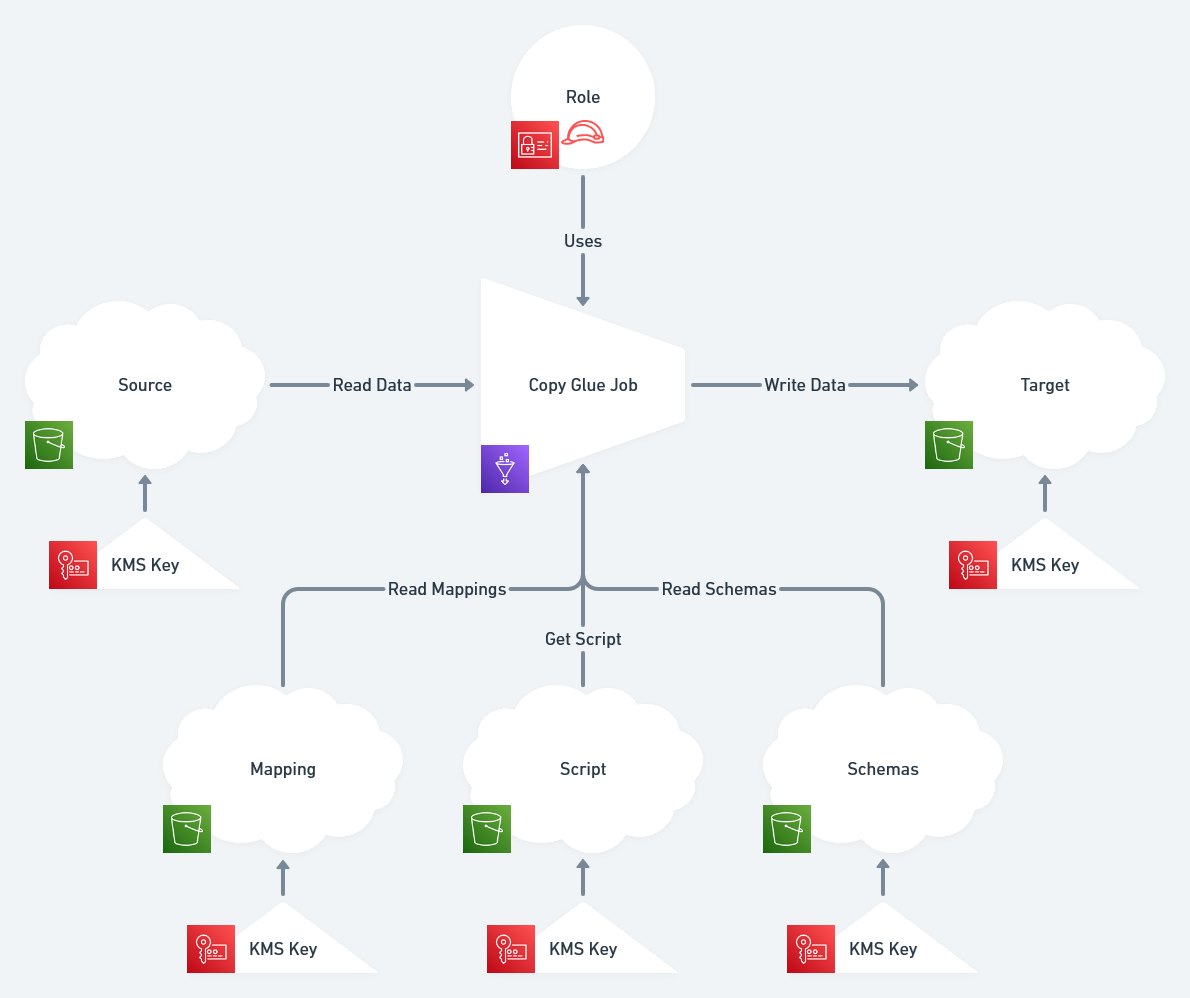 Role
Uses
Source
Read Data
Copy Glue Job
Write Data
Target
KMS Key
KMS Key
Read Mappings
Read Schemas
Get Script
Mapping
Script
Schemas
KMS Key
KMS Key
KMS Key